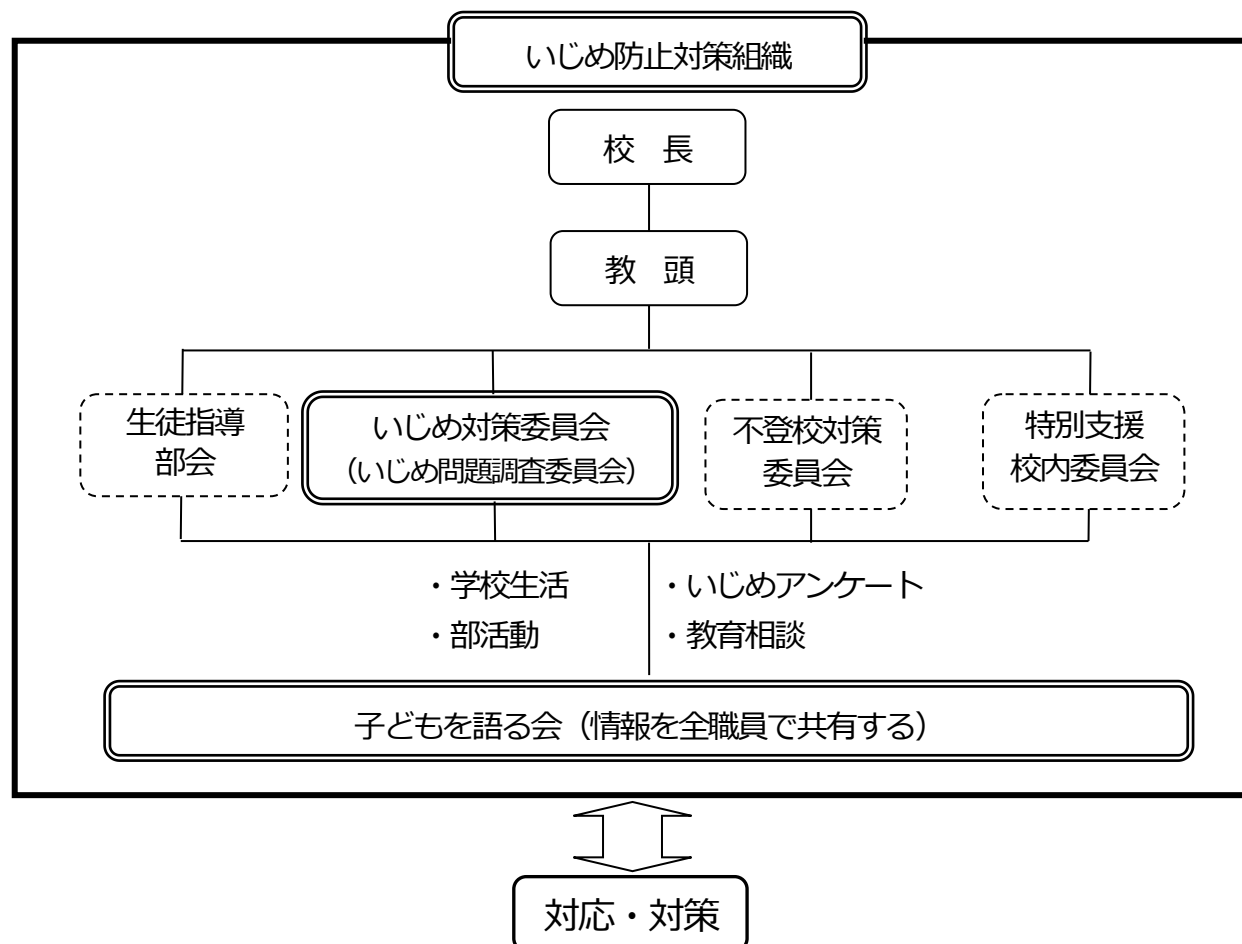 いじめ防止対策組織
校　長
教　頭
生徒指導
部会
いじめ対策委員会
（いじめ問題調査委員会）
不登校対策
委員会
特別支援
校内委員会
・学校生活
・部活動
・いじめアンケート
・教育相談
子どもを語る会（情報を全職員で共有する）
対応・対策